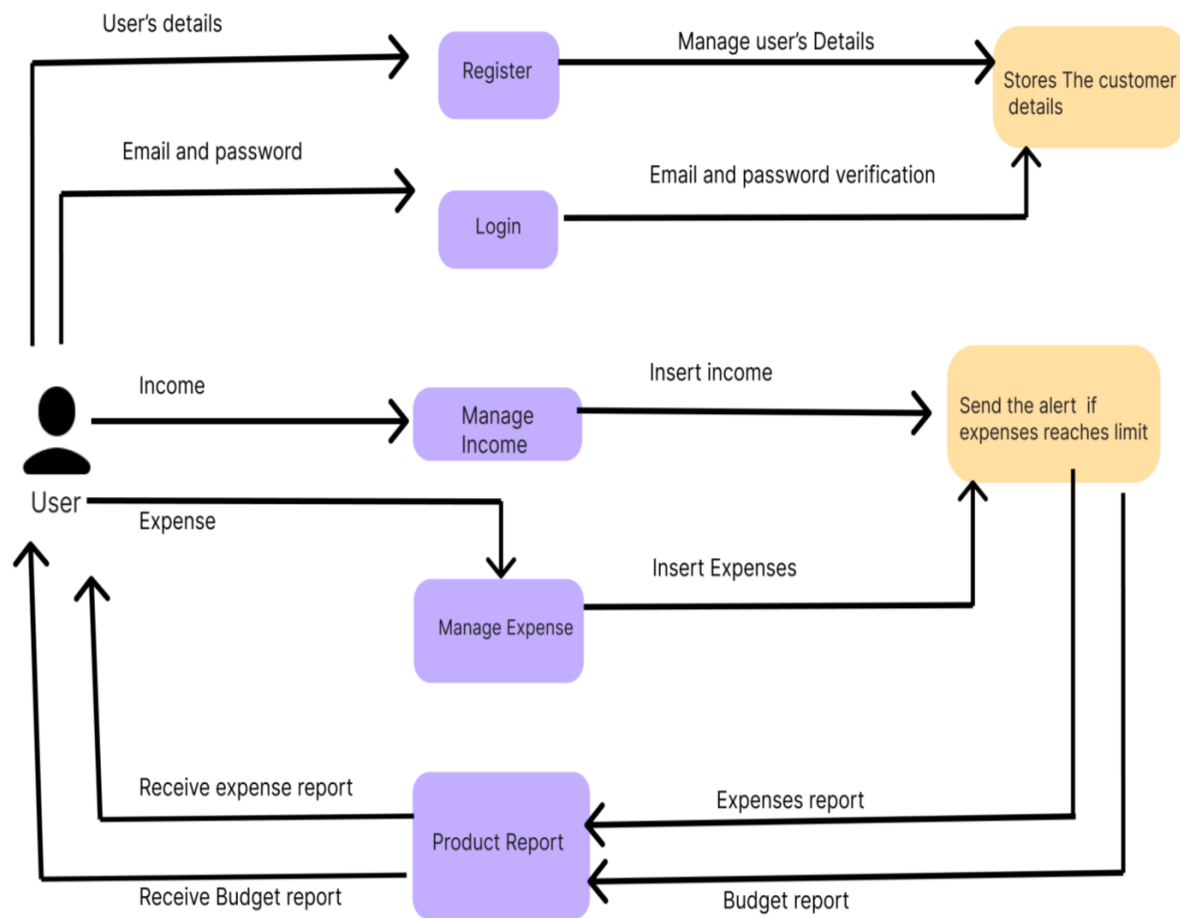 User's details
Register
Manage user's Details
Stores The customer
details
Email and password
Login
Email and password verification
Income
Manage
Income
Insert income
Send the alert if
expenses reaches limit
User
Expense
Manage Expense
Insert Expenses
Receive expense report
Product Report
Expenses report
Receive Budget report
Budget report